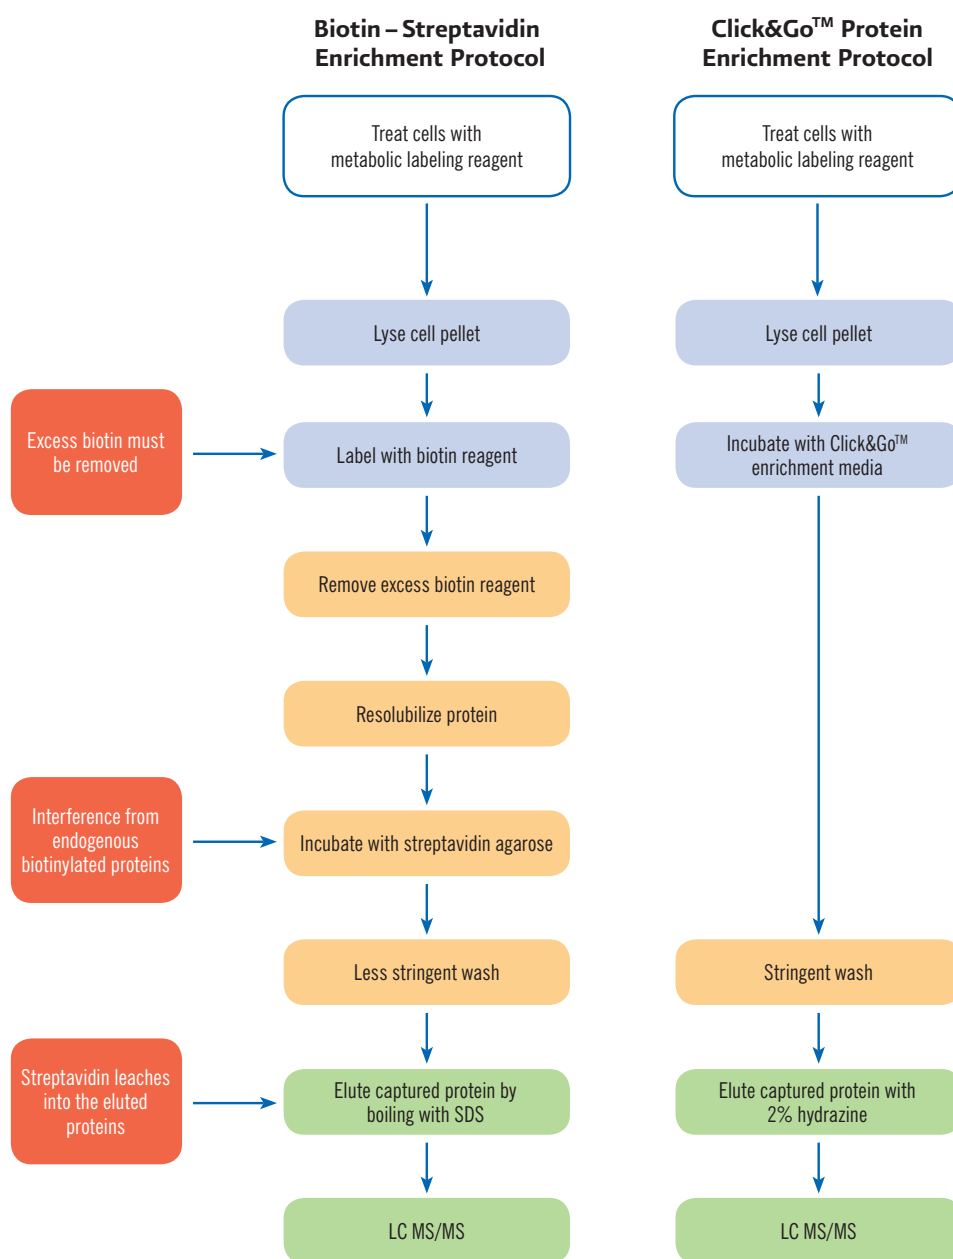 Biotin – Streptavidin
Enrichment Protocol
Click&Go™ Protein
Enrichment Protocol
Treat cells with
metabolic labeling reagent
Treat cells with
metabolic labeling reagent
Lyse cell pellet
Lyse cell pellet
Excess biotin must
be removed
Label with biotin reagent
Incubate with Click&Go™
enrichment media
Remove excess biotin reagent
Resolubilize protein
Interference from
endogenous
biotinylated proteins
Incubate with streptavidin agarose
Less stringent wash
Stringent wash
Streptavidin leaches
into the eluted
proteins
Elute captured protein by
boiling with SDS
Elute captured protein with
2% hydrazine
LC MS/MS
LC MS/MS